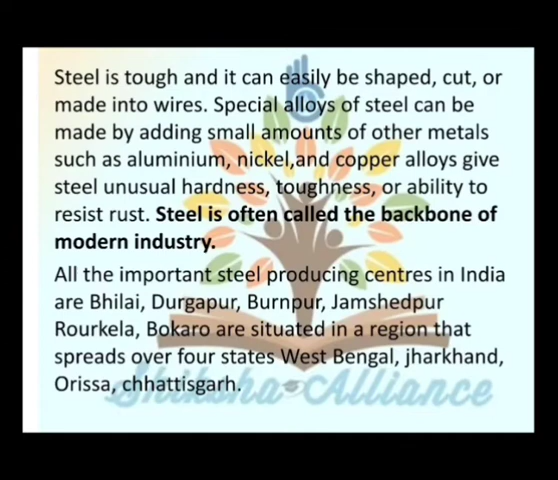 Steel is tough and it can easily be shaped, cut, or
made into wires. Special alloys of steel can be
made by adding small amounts of other metals
such as aluminium, nickel,and copper alloys give
steel unusual hardness, toughness, or ability to
resist rust. Steel is often called the backbone of
modern industry.
All the important steel producing centres in India
are Bhilai, Durgapur, Burnpur, Jamshedpur
Rourkela, Bokaro are situated in a region that
spreads over four states West Bengal, jharkhand,
Orissa, chhattisgarh.
Shiksha Alliance